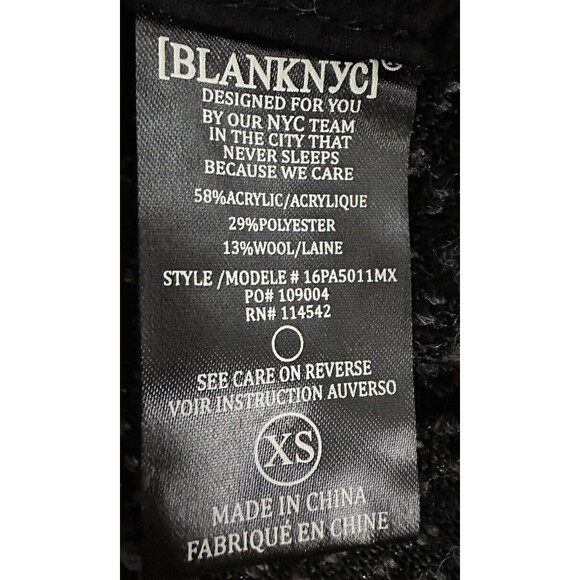 [BLANKNYC]®
DESIGNED FOR YOU
BY OUR NYC TEAM
IN THE CITY THAT
NEVER SLEEPS
BECAUSE WE CARE
58%ACRYLIC/ACRYLIQUE
29%POLYESTER
13%WOOL/LAINE
STYLE /MODELE # 16PA5011MX
PO# 109004
RN# 114542
SEE CARE ON REVERSE
VOIR INSTRUCTION AUVERSO
XS
MADE IN CHINA
FABRIQUÉ EN CHINE